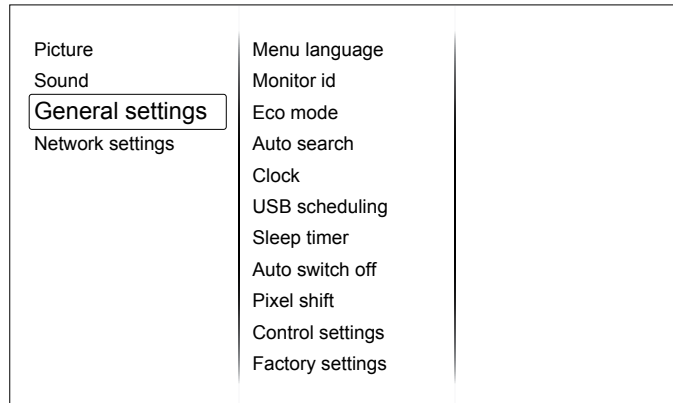 Picture
Sound
General settings
Network settings
Menu language
Monitor id
Eco mode
Auto search
Clock
USB scheduling
Sleep timer
Auto switch off
Pixel shift
Control settings
Factory settings